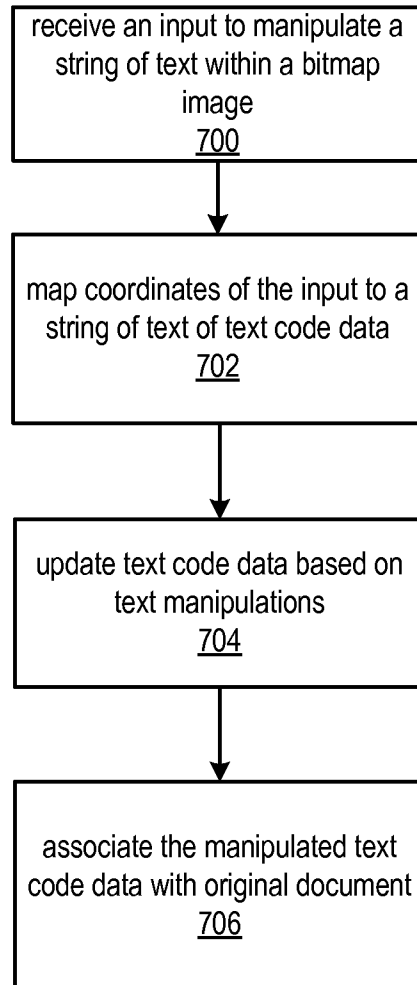 receive an input to manipulate a
string of text within a bitmap
image
700
map coordinates of the input to a
string of text of text code data
702
update text code data based on
text manipulations
704
associate the manipulated text
code data with original document
706